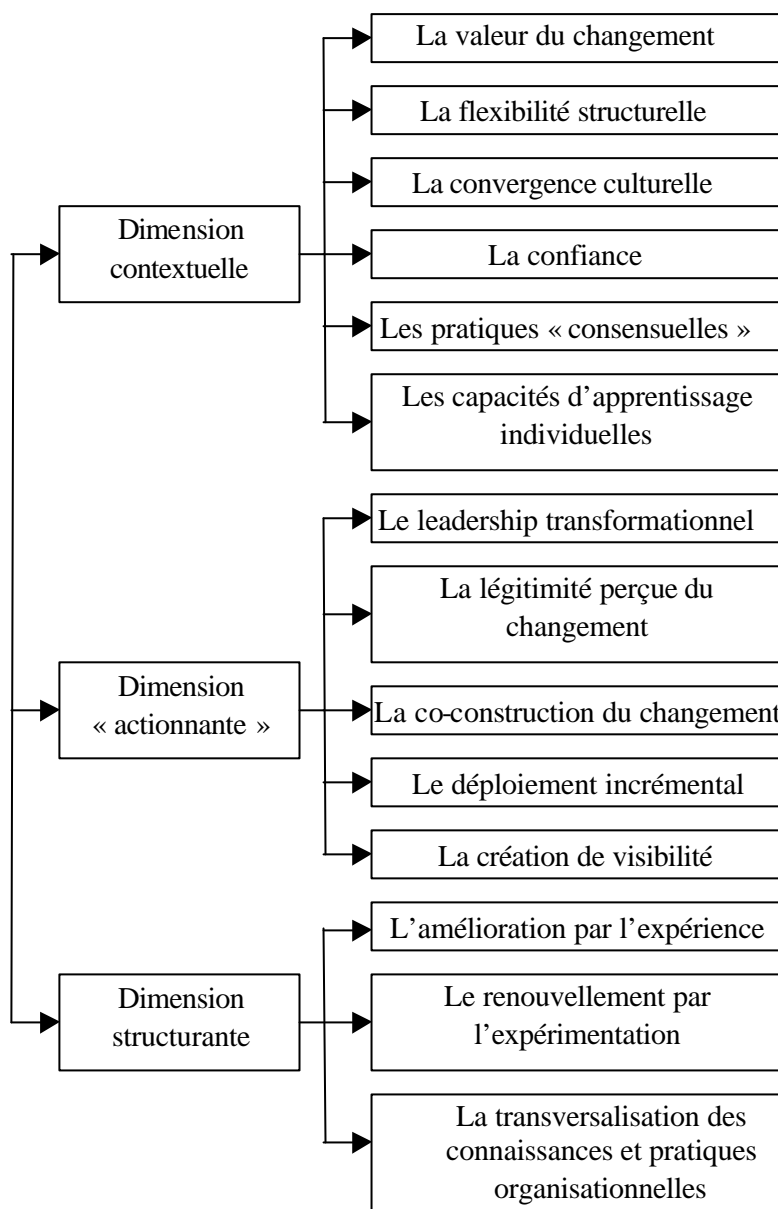 La valeur du changement
La flexibilité structurelle
La convergence culturelle
Dimension
contextuelle
La confiance
Les pratiques « consensuelles »
Les capacités d'apprentissage
individuelles
Le leadership transformationnel
La légitimité perçue du
changement
Dimension
« actionnante »
La co-construction du changement
Le déploiement incrémental
La création de visibilité
L'amélioration par l'expérience
Dimension
structurante
Le renouvellement par
l'expérimentation
La transversalisation des
connaissances et pratiques
organisationnelles